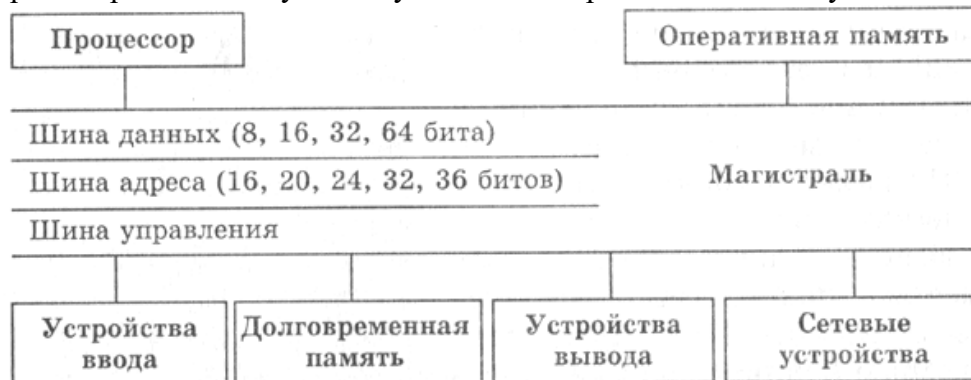 Процессор
Оперативная память
Шина данных (8, 16, 32, 64 бита)
Шина адреса (16, 20, 24, 32, 36 битов)
Магистраль
Шина управления
Устройства
ввода
Долговременная
память
Устройства
вывода
Сетевые
устройства